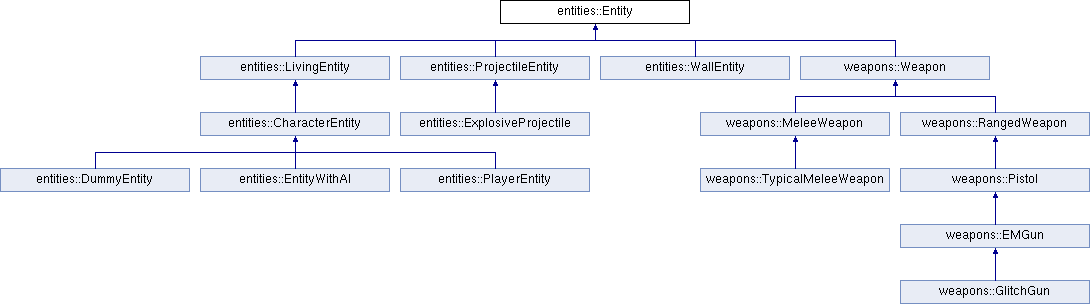 entities::Entity
entities::LivingEntity
entities::ProjectileEntity
entities::WallEntity
weapons::Weapon
entities::CharacterEntity
entities::ExplosiveProjectile
weapons::MeleeWeapon
weapons::RangedWeapon
entities::DummyEntity
entities::EntityWithAI
entities::PlayerEntity
weapons::TypicalMeleeWeapon
weapons::Pistol
weapons::EMGun
weapons::GlitchGun